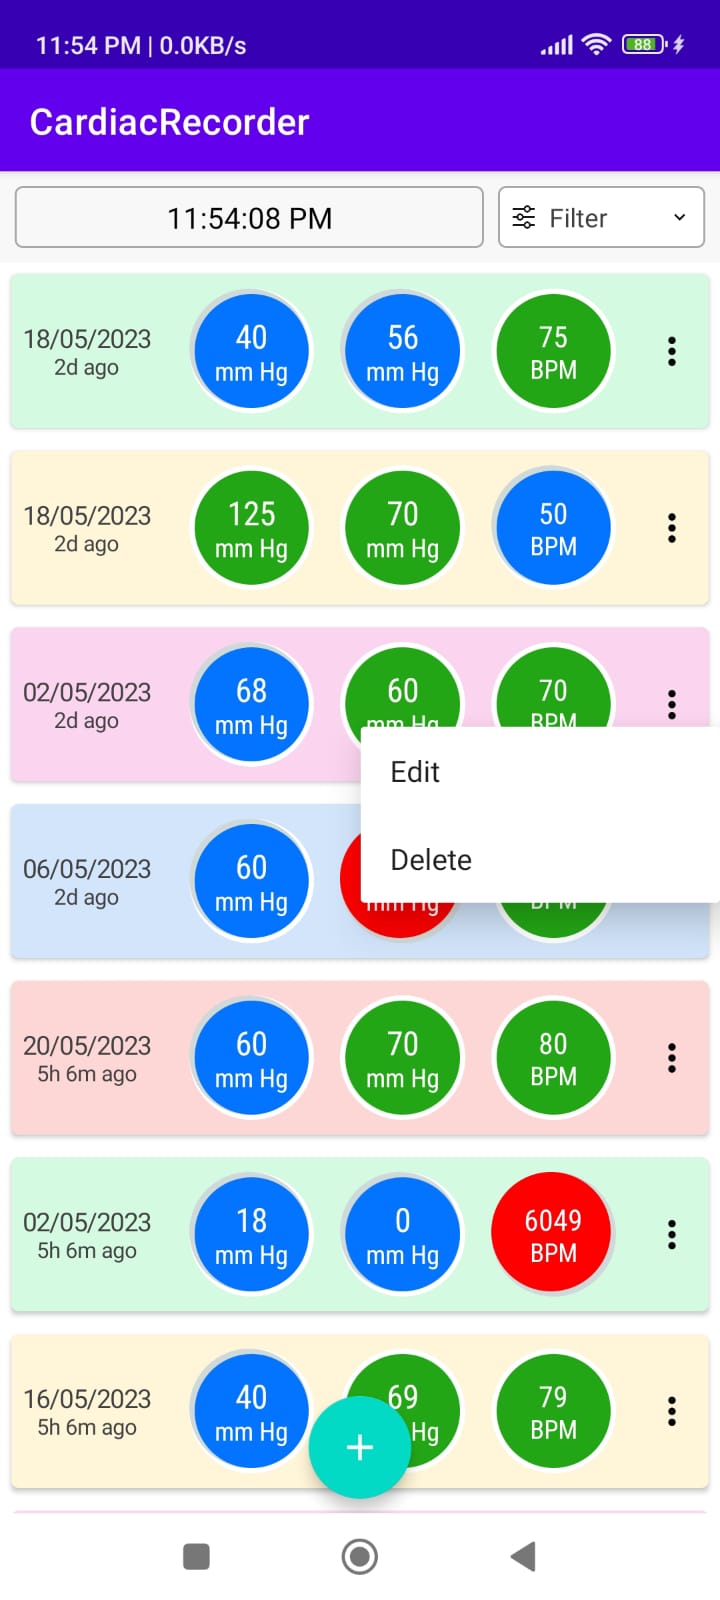 11:54 PM | 0.0KB/s 88
CardiacRecorder
11:54:08 PM Filter
18/05/2023
2d ago
40
mm Hg
56
mm Hg
75
BPM
18/05/2023
2d ago
125
mm Hg
70
mm Hg
50
BPM
02/05/2023
2d ago
68
mm Hg
60
mm Hg
70
BPM
Edit
Delete
06/05/2023
2d ago
60
mm Hg
mm Hg
BPM
20/05/2023
5h 6m ago
60
mm Hg
70
mm Hg
80
BPM
02/05/2023
5h 6m ago
18
mm Hg
0
mm Hg
6049
BPM
16/05/2023
5h 6m ago
40
mm Hg
69
Hg
79
BPM
+